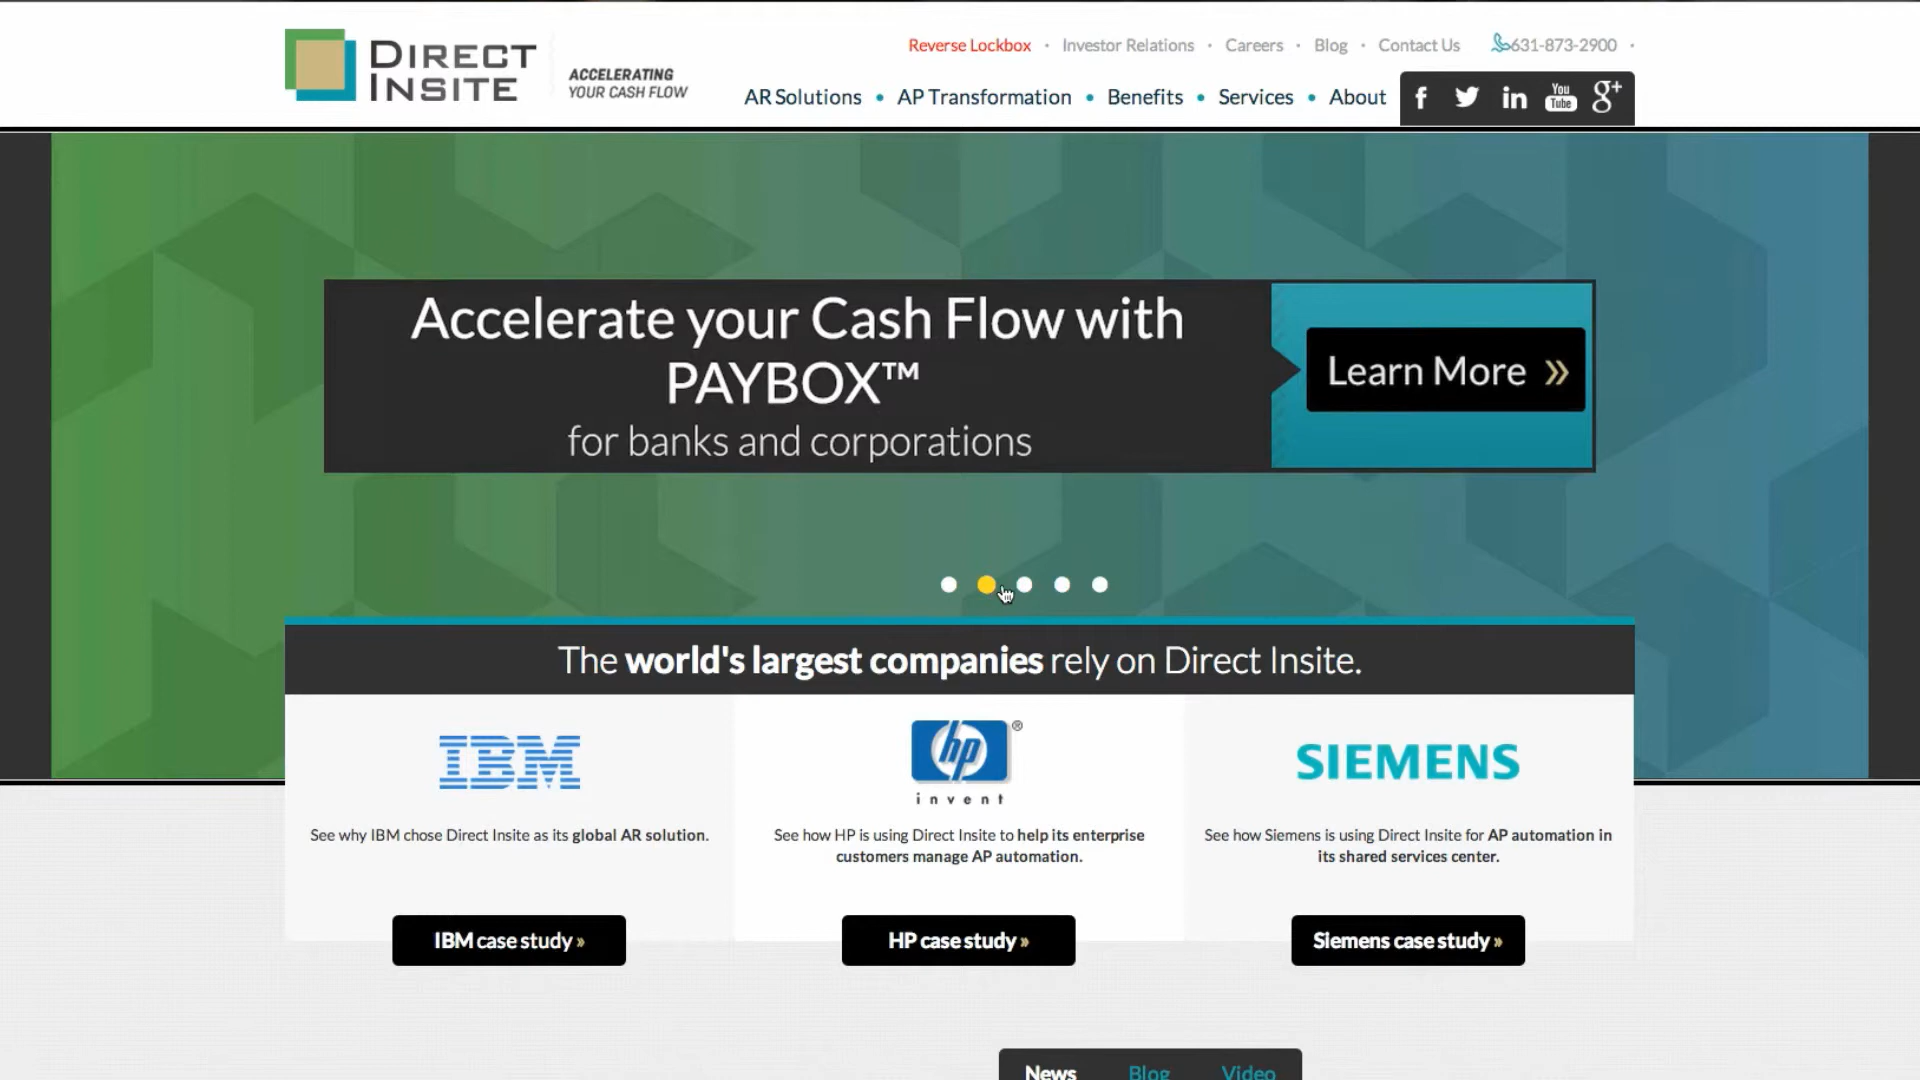 DIRECT
INSITE
ACCELERATING
YOUR CASH FLOW
Reverse Lockbox • Investor Relations • Careers • Blog • Contact Us 631-873-2900 •
AR Solutions • AP Transformation • Benefits • Services • About
f in You Tube g+
Accelerate your Cash Flow with
PAYBOX™
for banks and corporations
Learn More »
The world's largest companies rely on Direct Insite.
IBM
See why IBM chose Direct Insite as its global AR solution.
IBM case study »
hp ®
invent
See how HP is using Direct Insite to help its enterprise
customers manage AP automation.
HP case study »
SIEMENS
See how Siemens is using Direct Insite for AP automation in
its shared services center.
Siemens case study »
News Blog Video